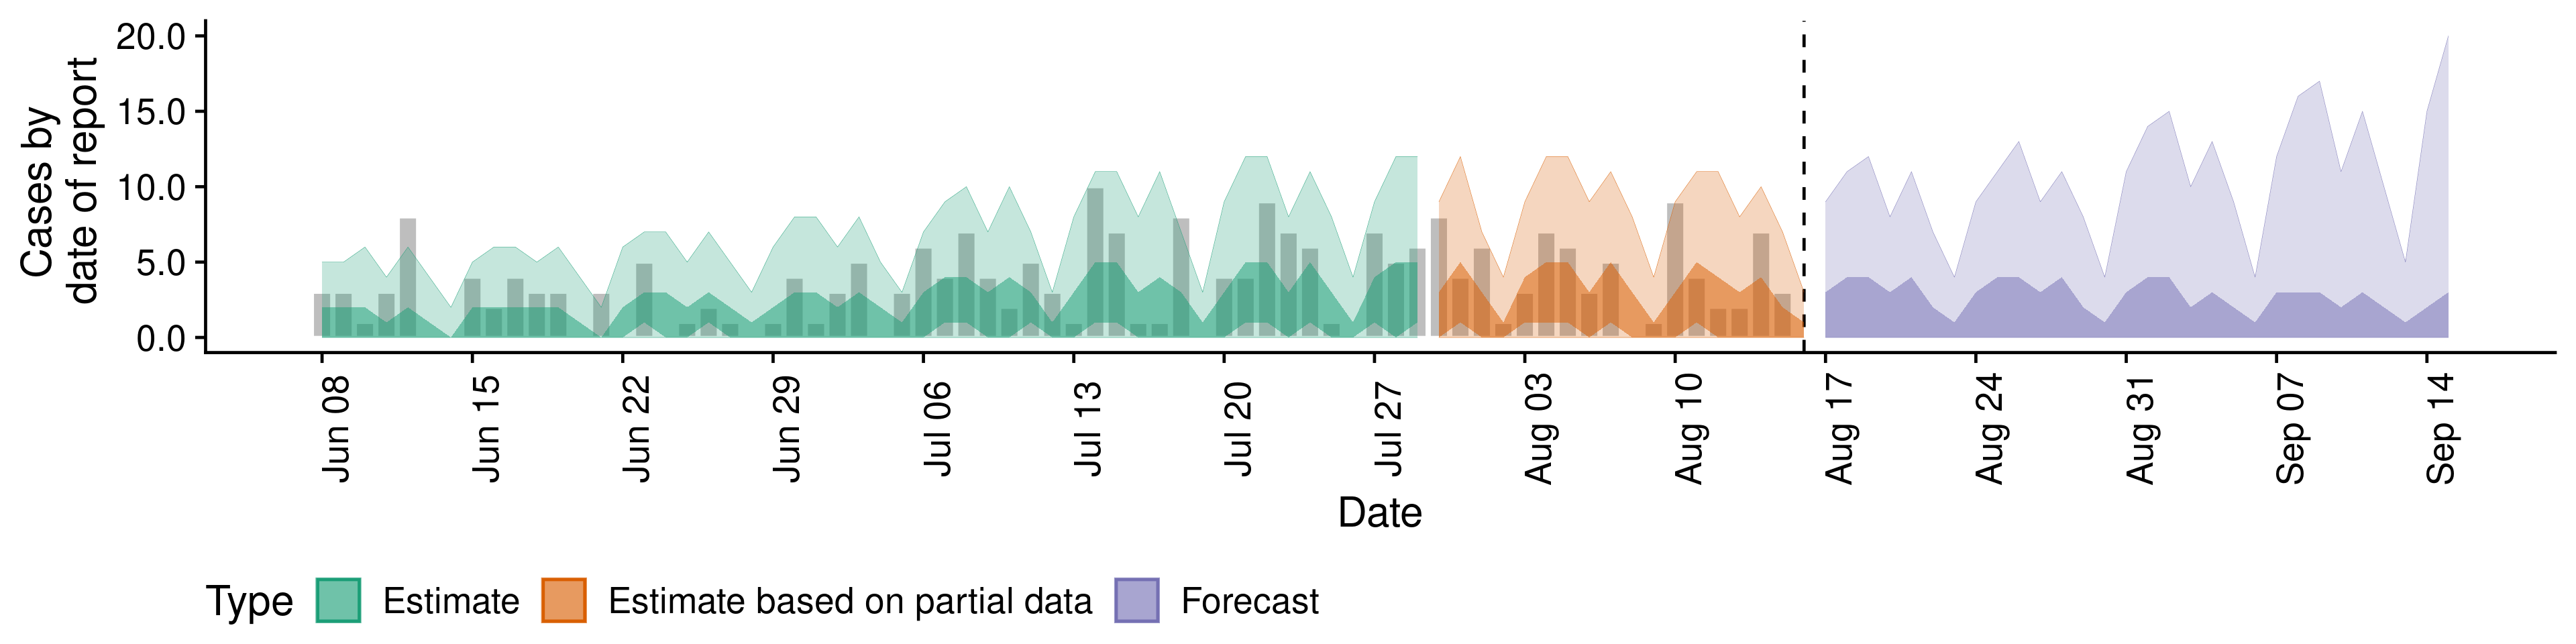 Cases by
date of report
20.0
15.0
10.0
5.0
0.0
Jun 08
Jun 15
Jun 22
Jun 29
Jul 06
Jul 13
Jul 20
Jul 27
Aug 03
Aug 10
Aug 17
Aug 24
Aug 31
Sep 07
Sep 14
Date
Type Estimate Estimate based on partial data Forecast